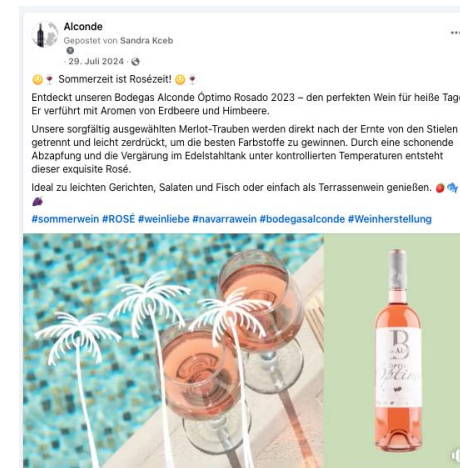 Alconde
Gepostet von Sandra Kceb
· 29. Juli 2024 ·
Sommerzeit ist Rosézeit!
Entdeckt unseren Bodegas Alconde Óptimo Rosado 2023 – den perfekten Wein für heiße Tage
Er verführt mit Aromen von Erdbeere und Himbeere.
Unsere sorgfältig ausgewählten Merlot-Trauben werden direkt nach der Ernte von den Stielen
getrennt und leicht zerdrückt, um die besten Farbstoffe zu gewinnen. Durch eine schonende
Abzapfung und die Vergärung im Edelstahltank unter kontrollierten Temperaturen entsteht
dieser exquisite Rosé.
Ideal zu leichten Gerichten, Salaten und Fisch oder einfach als Terrassenwein genießen.
#sommerwein #ROSÉ #weinliebe #navarrawein #bodegasalconde #Weinherstellung
B